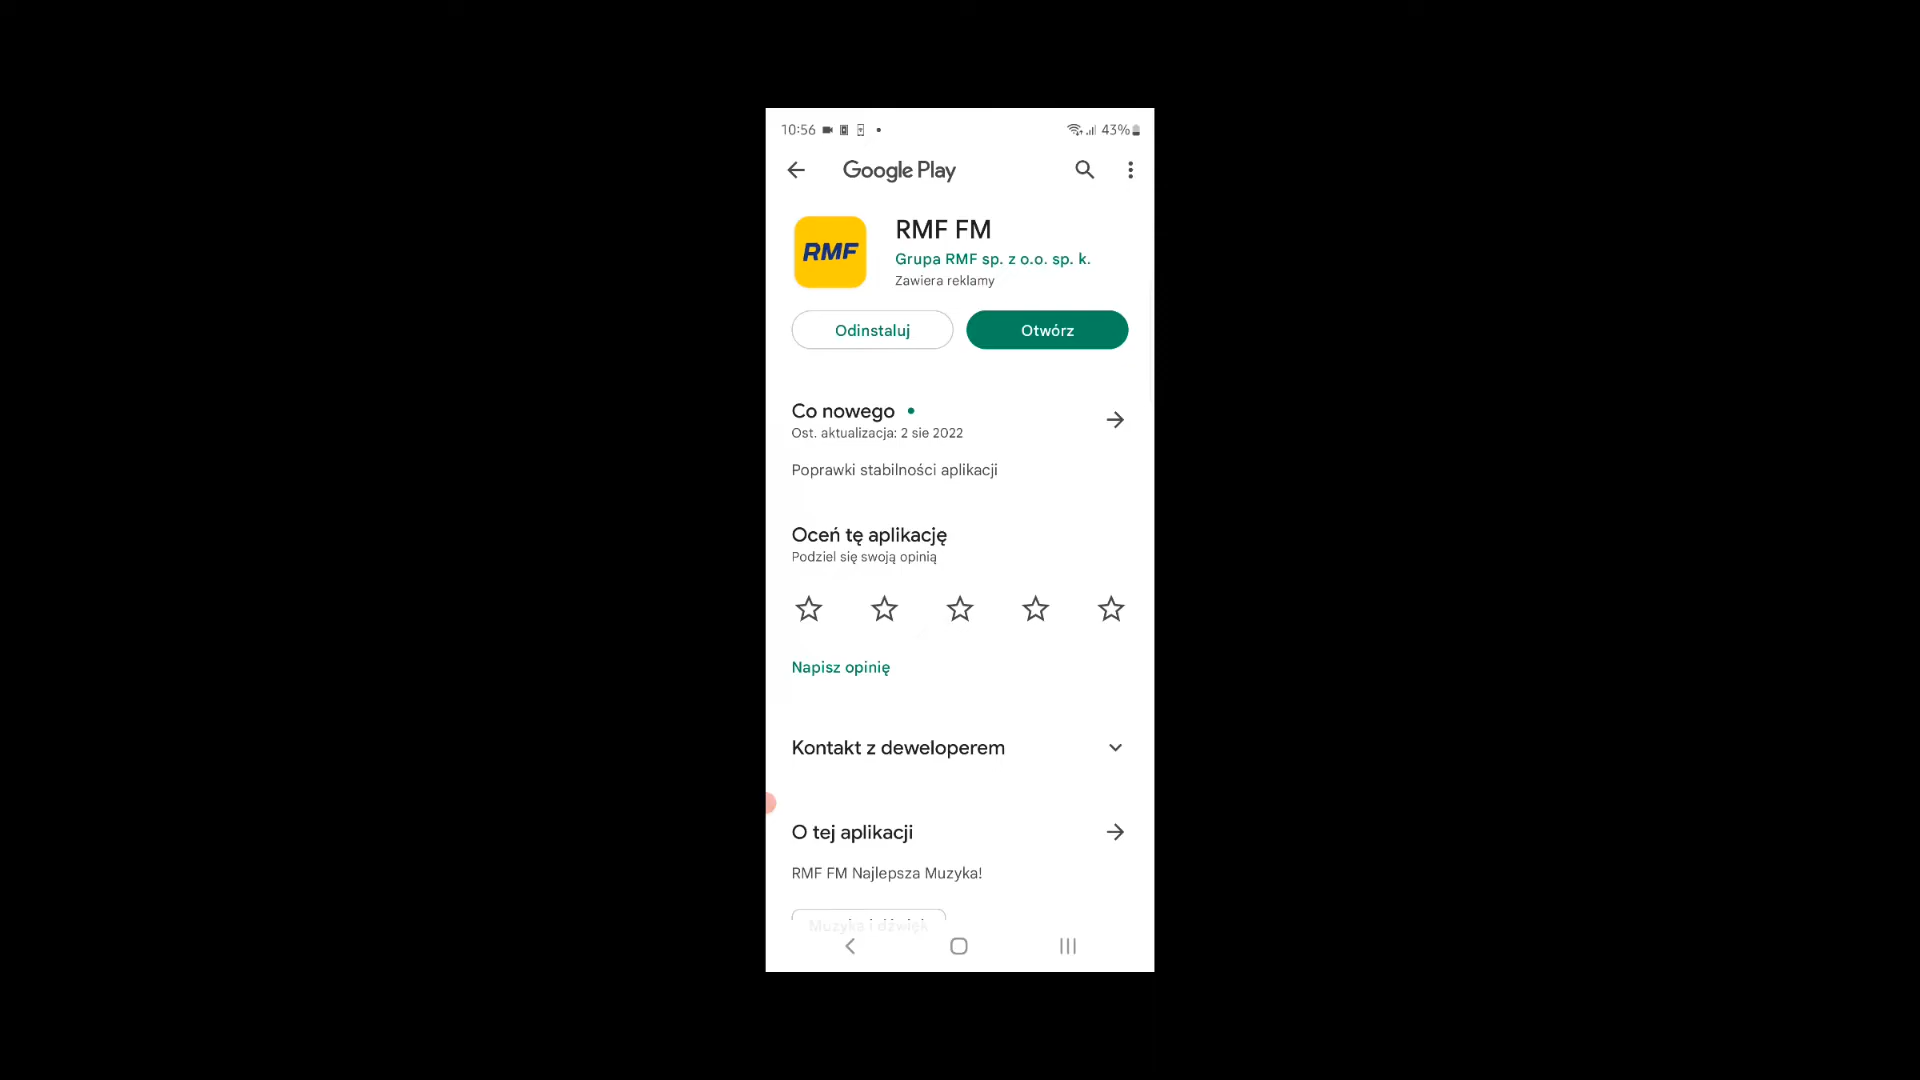 10:56 43%
Google Play
RMF
RMF FM
Grupa RMF sp. z o.o. sp. k.
Zawiera reklamy
Odinstaluj Otwórz
Co nowego
Ost. aktualizacja: 2 sie 2022
Poprawki stabilności aplikacji
Oceń tę aplikację
Podziel się swoją opinią
Napisz opinię
Kontakt z deweloperem
O tej aplikacji
RMF FM Najlepsza Muzyka!
Muzyka i dźwięk